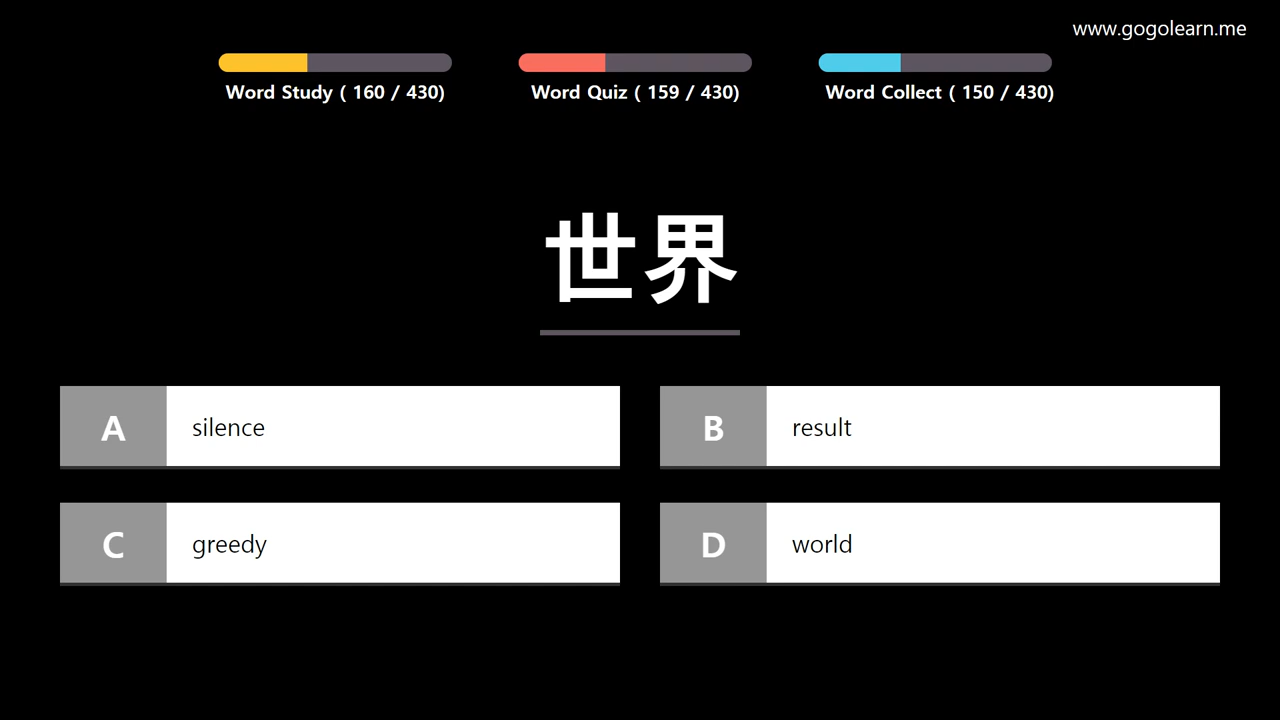 www.gogolearn.me
Word Study ( 160 / 430)
Word Quiz ( 159 / 430)
Word Collect ( 150 / 430)
世界
A silence
B result
C greedy
D world